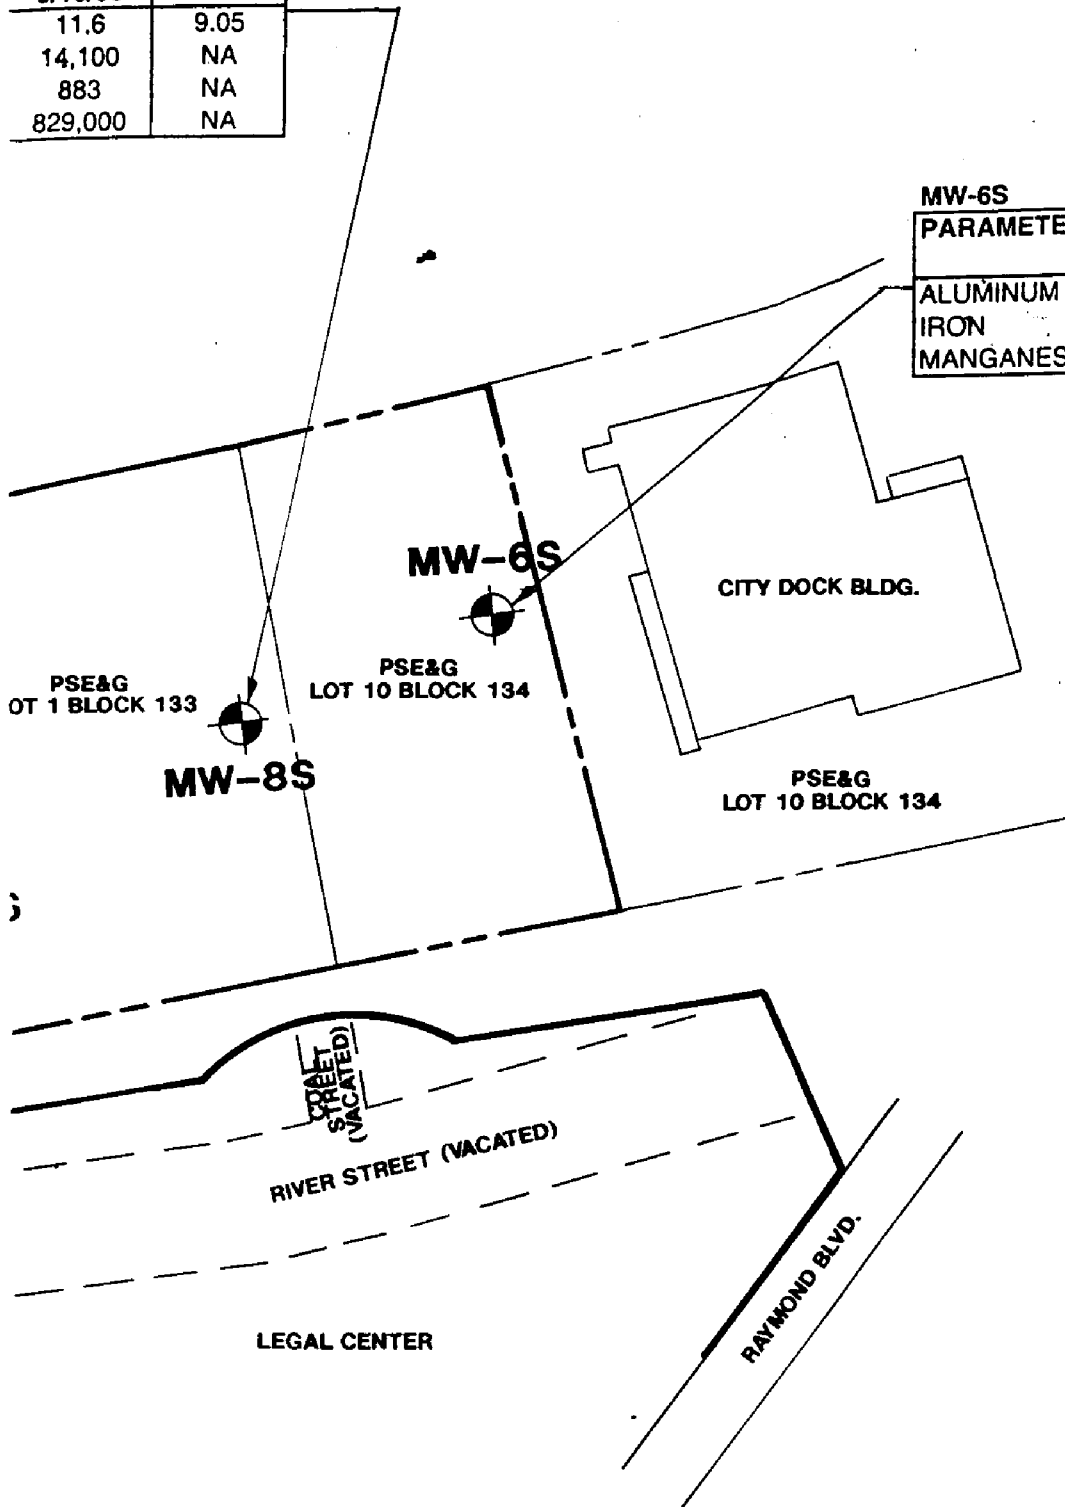 11.6 9.05
14,100 NA
883 NA
829,000 NA
MW-6S
PARAMETE
ALUMINUM
IRON
MANGANES
MW-6S
CITY DOCK BLDG.
PSE&G
LOT 10 BLOCK 134
PSE&G
OT 1 BLOCK 133
MW-8S
PSE&G
LOT 10 BLOCK 134
COAL
STREET
(VACATED)
RIVER STREET (VACATED)
RAYMOND BLVD.
LEGAL CENTER